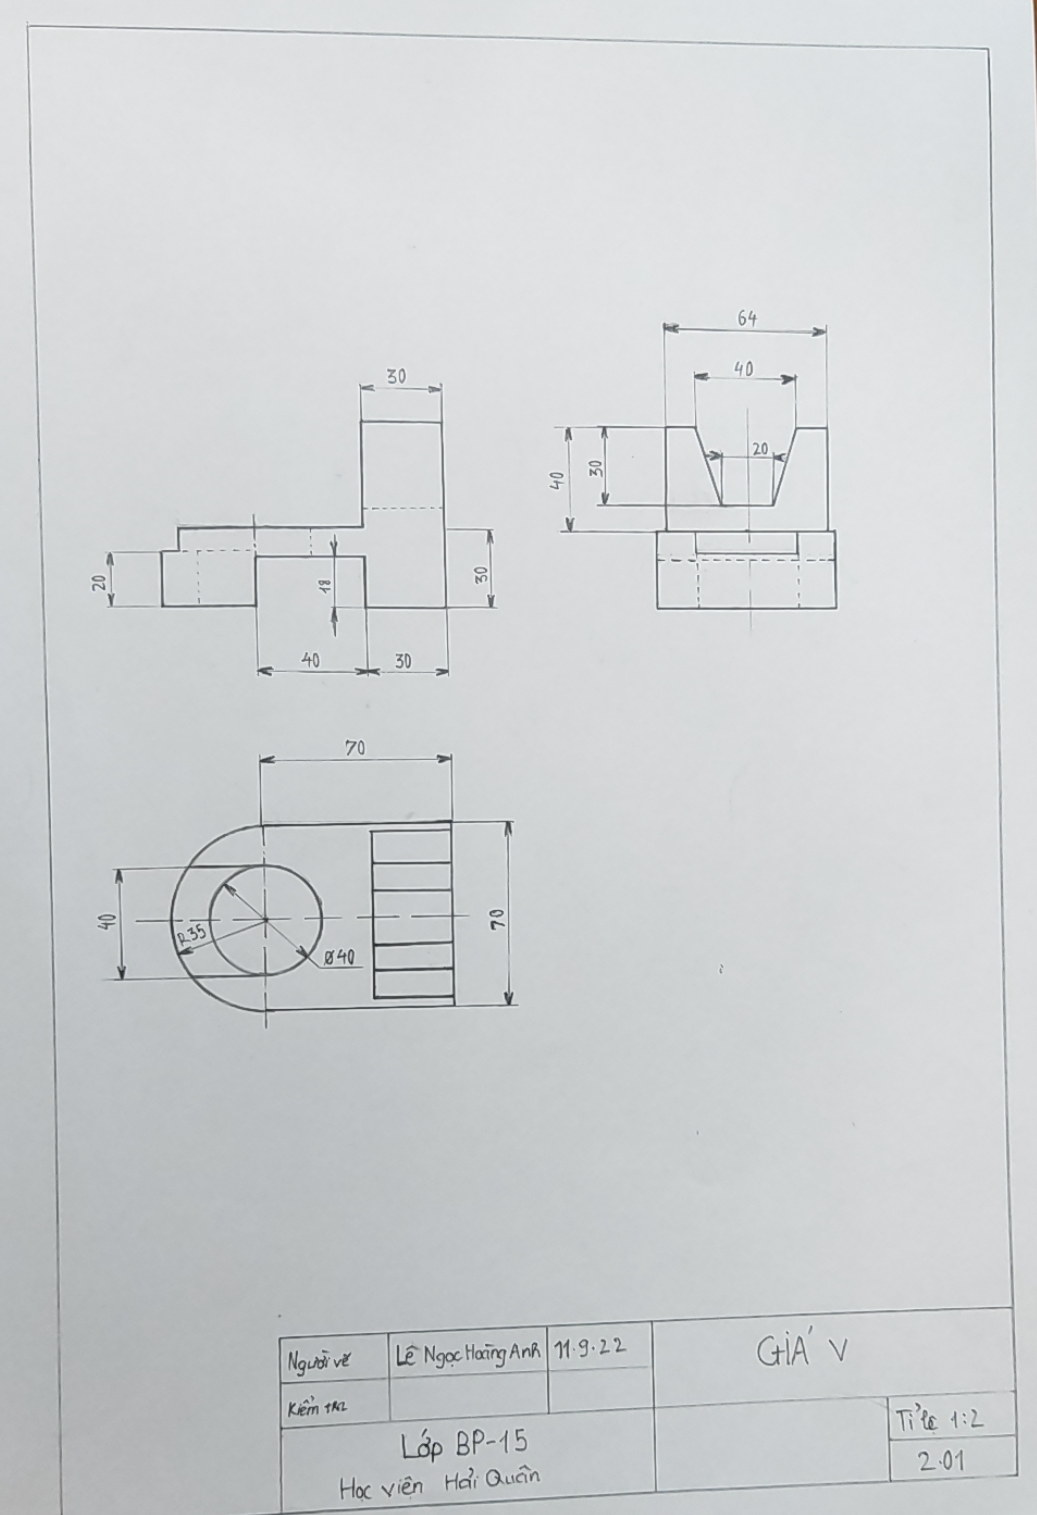 64
40
20
30
40
30
20
18
30
40
30
70
40
R35
Ø40
70
Người vẽ
Lê Ngọc Hoàng Anh
11.9.22
GIÁ V
Kiểm tra
Tỉ lệ 1:2
Lớp BP-15
2.01
Học viện Hải Quân